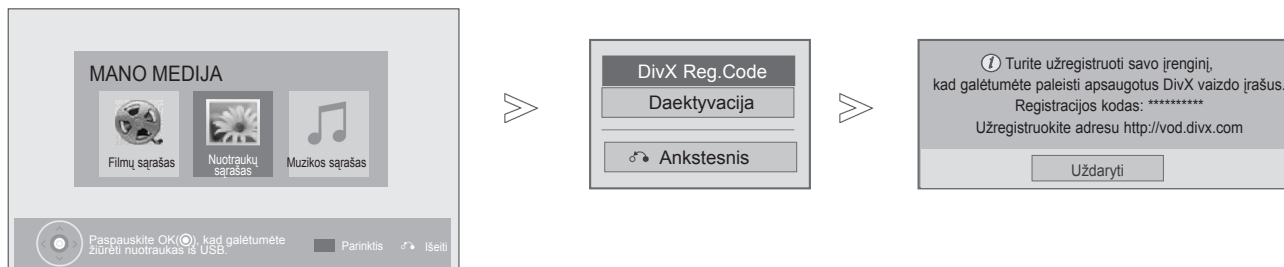 MANO MEDIJA
Filmų sąrašas
Nuotraukų
sąrašas
Muzikos sąrašas
Paspauskite OK(◉), kad galėtumėte
žiūrėti nuotraukas iš USB.
Parinktis
Išeiti
DivX Reg.Code
Daektyvacija
Ankstesnis
Turite užregistruoti savo įrenginį,
kad galėtumėte paleisti apsaugotus DivX vaizdo įrašus.
Registracijos kodas: **********
Užregistruokite adresu http://vod.divx.com
Uždaryti